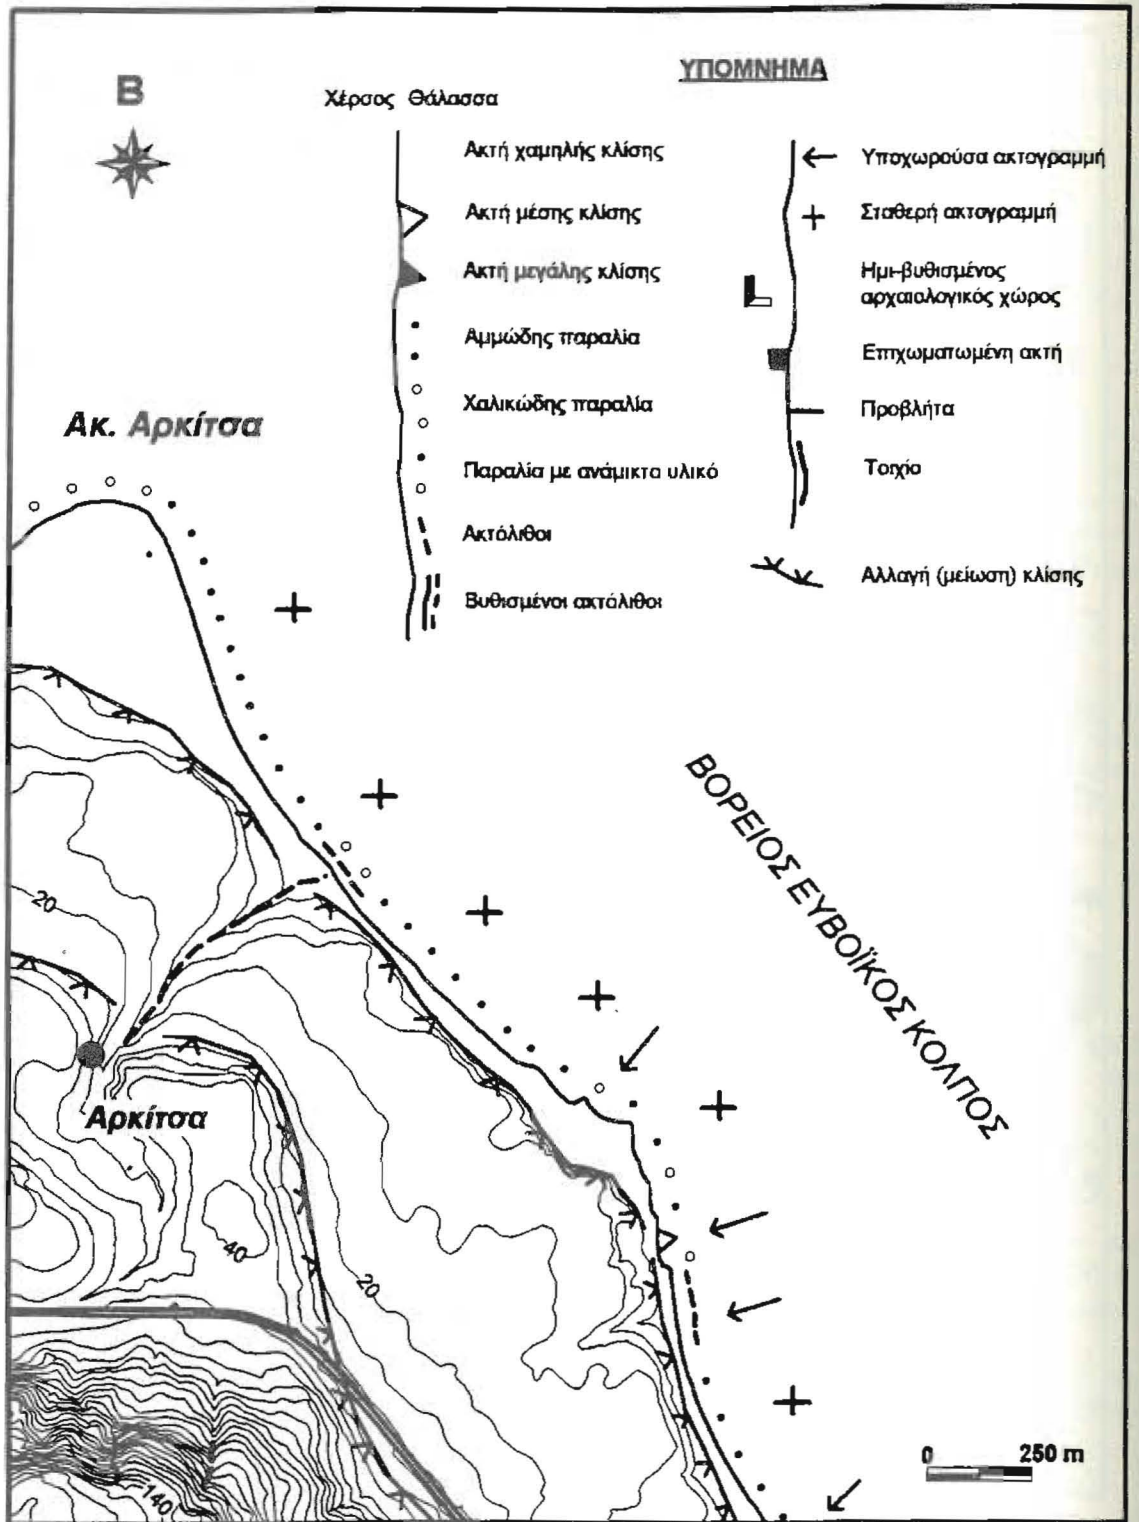 Β
ΥΠΟΜΝΗΜΑ
Χέρσος Θάλασσα
Ακτή χαμηλής κλίσης
Ακτή μέσης κλίσης
Ακτή μεγάλης κλίσης
Αμμώδης παραλία
Χαλικώδης παραλία
Παραλία με ανάμικτο υλικό
Ακτόλιθοι
Βυθισμένοι ακτόλιθοι
Υποχωρούσα ακτογραμμή
Σταθερή ακτογραμμή
Ημι-βυθισμένος
αρχαιολογικός χώρος
Επιχωματωμένη ακτή
Προβλήτα
Τοιχίο
Αλλαγή (μείωση) κλίσης
Ακ. Αρκίτσα
ΒΟΡΕΙΟΣ ΕΥΒΟΪΚΟΣ ΚΟΛΠΟΣ
20
Αρκίτσα
40
20
140
0 250 m